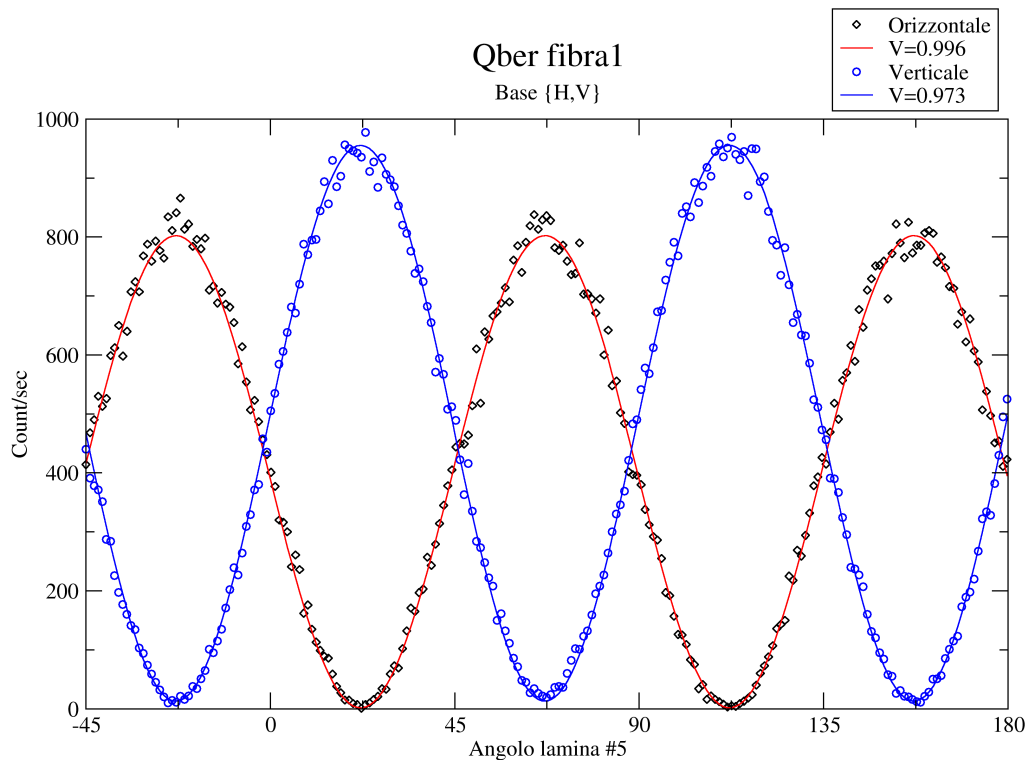 Qber fibra1
Base {H,V}
Orizzontale
V=0.996
Verticale
V=0.973
Count/sec
1000
800
600
400
200
0
-45
0
45
90
135
180
Angolo lamina #5